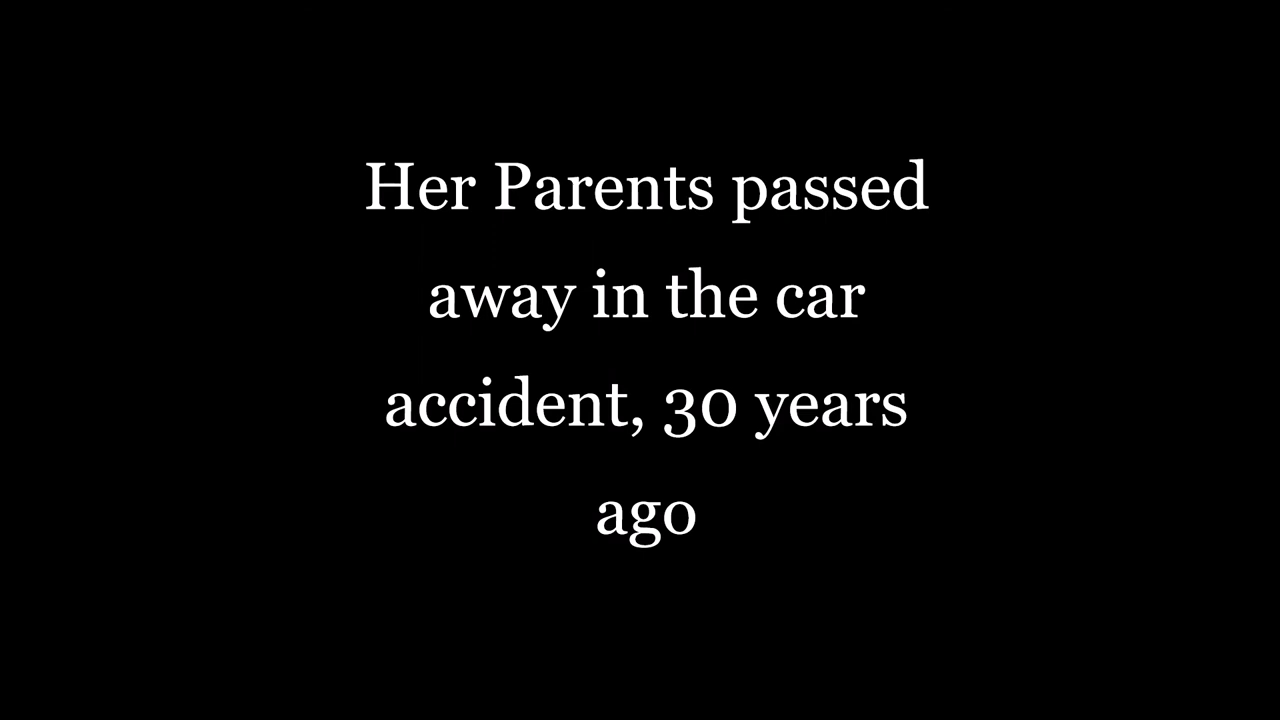 Her Parents passed
away in the car
accident, 30 years
ago